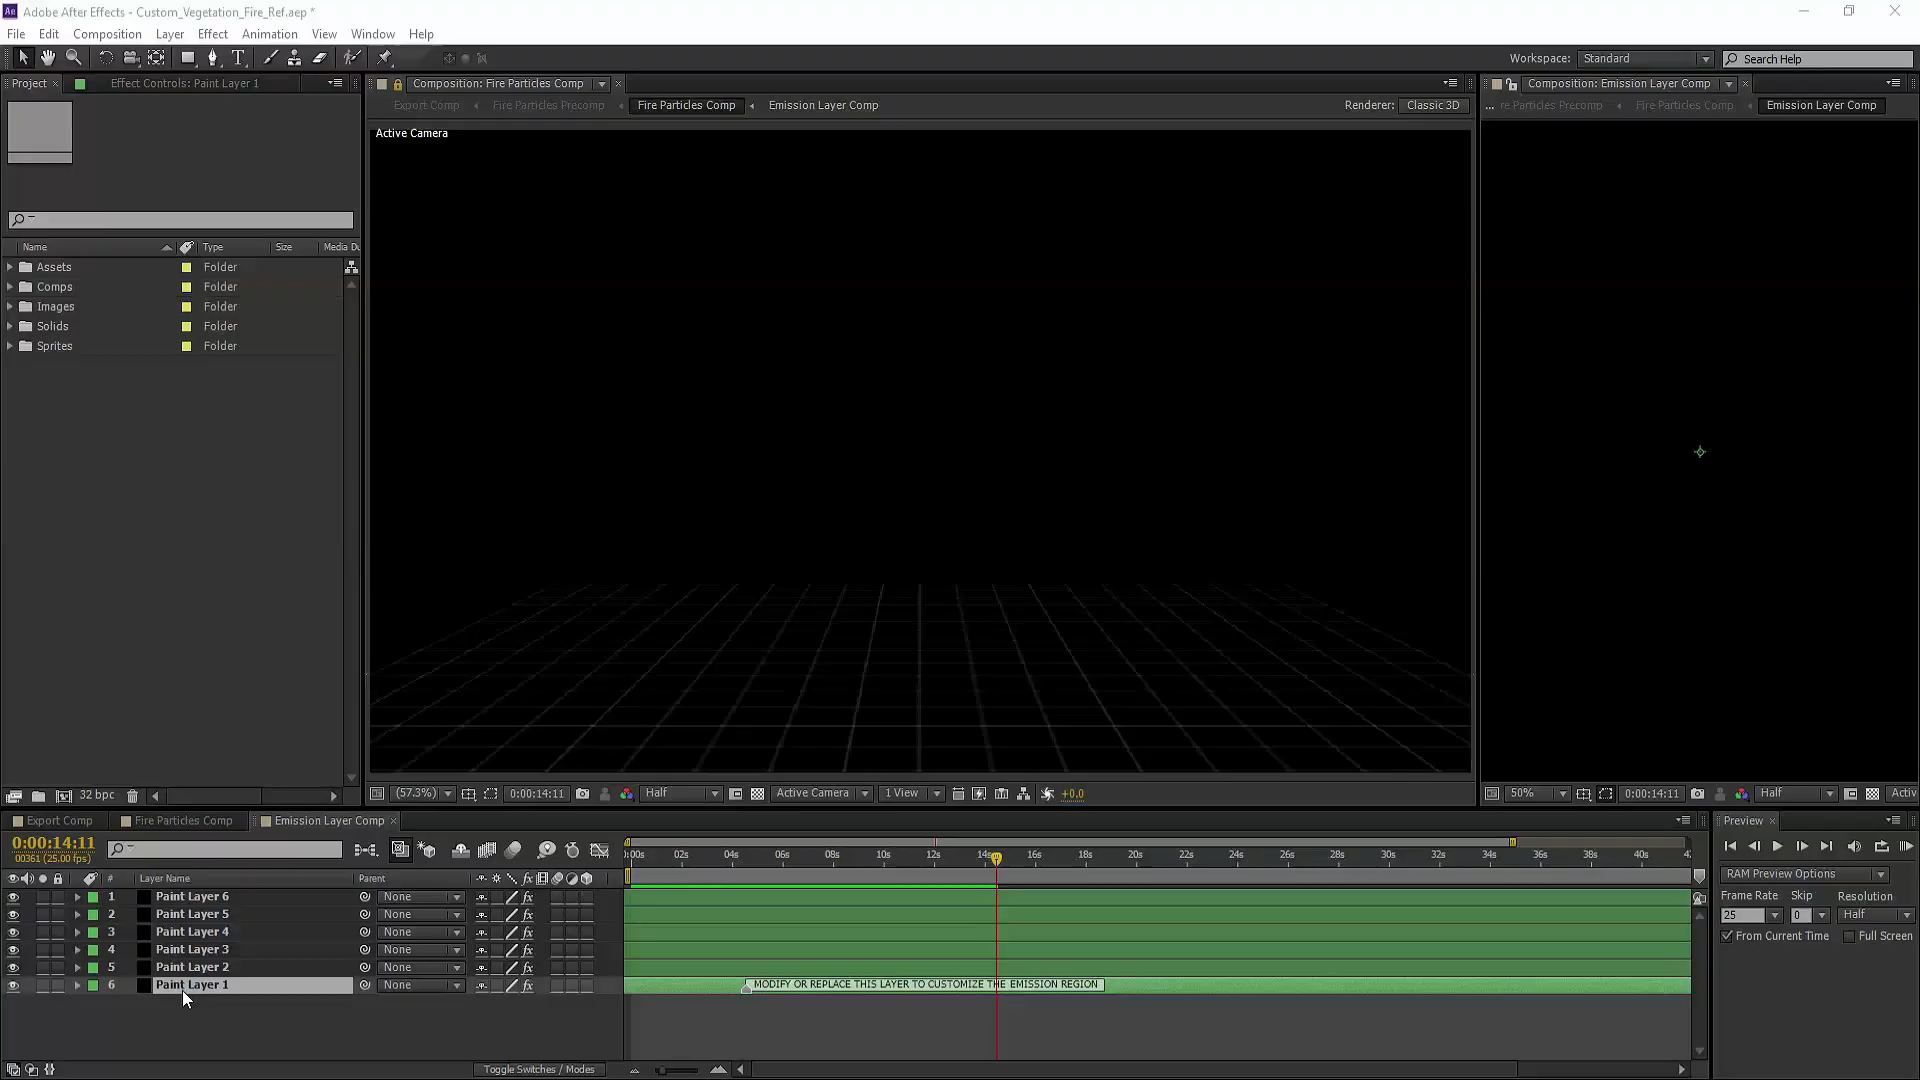 Adobe After Effects - Custom_Vegetation_Fire_Ref.aep *
File Edit Composition Layer Effect Animation View Window Help
Workspace: Standard Search Help
Project × Effect Controls: Paint Layer 1
Composition: Fire Particles Comp ×
Composition: Emission Layer Comp ×
Export Comp Fire Particles Precomp Fire Particles Comp Emission Layer Comp Renderer: Classic 3D
... re Particles Precomp Fire Particles Comp Emission Layer Comp
Active Camera
Name Type Size Media Du
Assets Folder
Comps Folder
Images Folder
Solids Folder
Sprites Folder
32 bpc
(57.3%) 0:00:14:11 Half Active Camera 1 View +0.0
50% 0:00:14:11 Half Activ
Export Comp Fire Particles Comp Emission Layer Comp ×
Preview ×
0:00:14:11
00361 (25.00 fps)
:00s 02s 04s 06s 08s 10s 12s 14s 16s 18s 20s 22s 24s 26s 28s 30s 32s 34s 36s 38s 40s 42
# Layer Name Parent
1 Paint Layer 6 None fx
2 Paint Layer 5 None fx
3 Paint Layer 4 None fx
4 Paint Layer 3 None fx
5 Paint Layer 2 None fx
6 Paint Layer 1 None fx
MODIFY OR REPLACE THIS LAYER TO CUSTOMIZE THE EMISSION REGION
RAM Preview Options
Frame Rate Skip Resolution
25 0 Half
From Current Time Full Screen
Toggle Switches / Modes